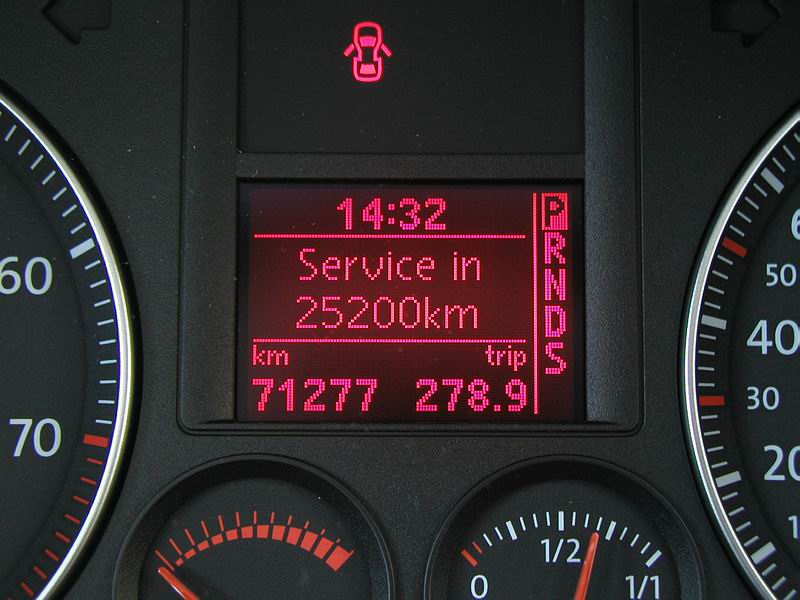 14:32
P
R
N
D
S
Service in
25200km
km trip
71277 278.9
60
70
50
40
30
20
0
1/2
1/1